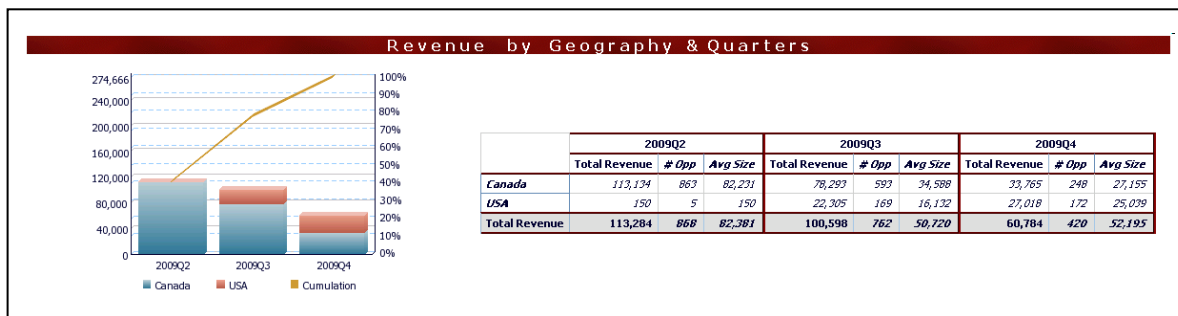 Revenue by Geography & Quarters
274,666
240,000
200,000
160,000
120,000
80,000
40,000
0
100%
90%
80%
70%
60%
50%
40%
30%
20%
10%
0%
2009Q2 2009Q3 2009Q4
Canada USA Cumulation
2009Q2 2009Q3 2009Q4
Total Revenue # Opp Avg Size Total Revenue # Opp Avg Size Total Revenue # Opp Avg Size
Canada 113,134 863 82,231 78,293 593 34,588 33,765 248 27,155
USA 150 5 150 22,305 169 16,132 27,018 172 25,039
Total Revenue 113,284 868 82,381 100,598 762 50,720 60,784 420 52,195